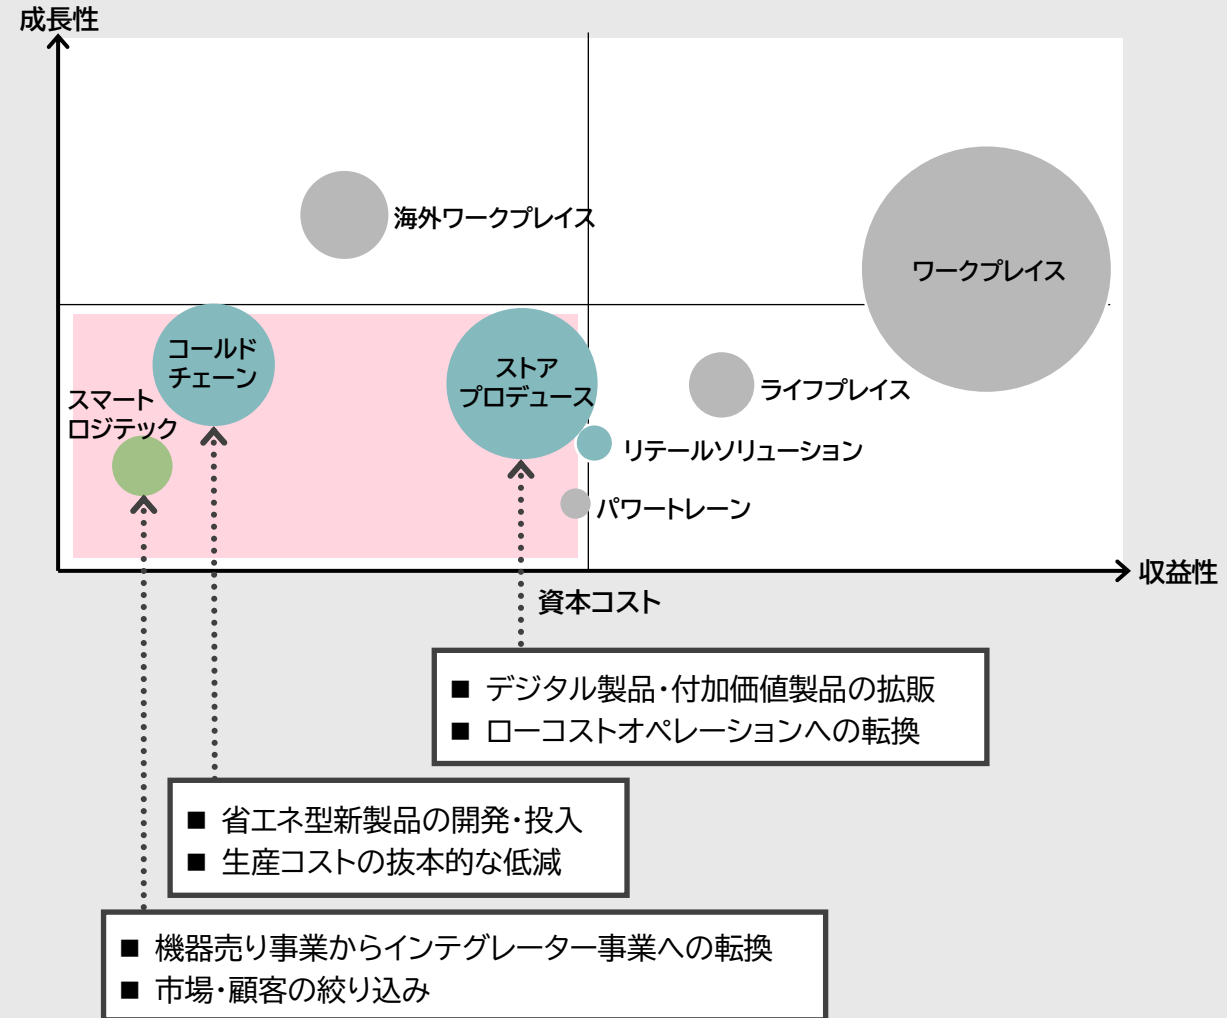 成長性
海外ワークプレイス
ワークプレイス
コールド
チェーン
ストア
プロデュース
ライフプレイス
スマート
ロジテック
リテールソリューション
パワートレーン
収益性
資本コスト
■ デジタル製品・付加価値製品の拡販
■ ローコストオペレーションへの転換
■ 省エネ型新製品の開発・投入
■ 生産コストの抜本的な低減
■ 機器売り事業からインテグレーター事業への転換
■ 市場・顧客の絞り込み